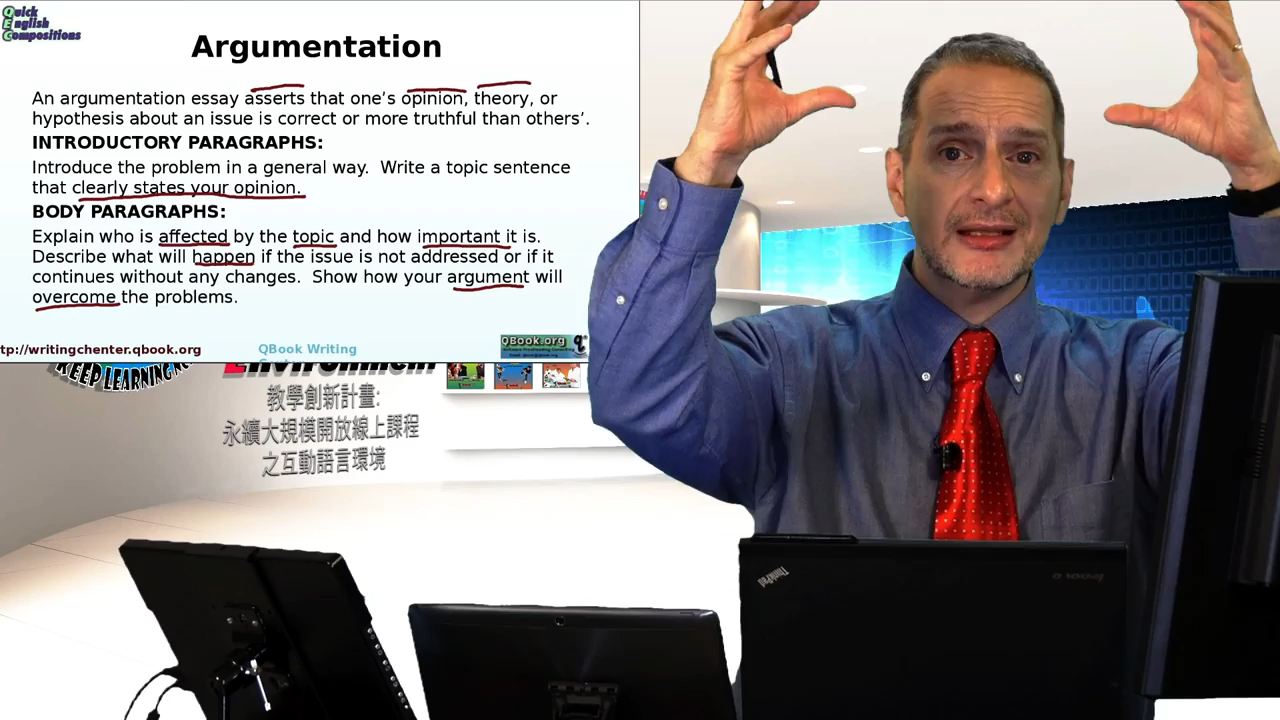 Quick
English
Compositions
Argumentation
An argumentation essay asserts that one's opinion, theory, or
hypothesis about an issue is correct or more truthful than others'.
INTRODUCTORY PARAGRAPHS:
Introduce the problem in a general way. Write a topic sentence
that clearly states your opinion.
BODY PARAGRAPHS:
Explain who is affected by the topic and how important it is.
Describe what will happen if the issue is not addressed or if it
continues without any changes. Show how your argument will
overcome the problems.
tp://writingchenter.qbook.org
QBook Writing
QBook.org
KEEP LEARNING
Environment
教學創新計畫:
永續大規模開放線上課程
之互動語言環境
ThinkPad
lenovo